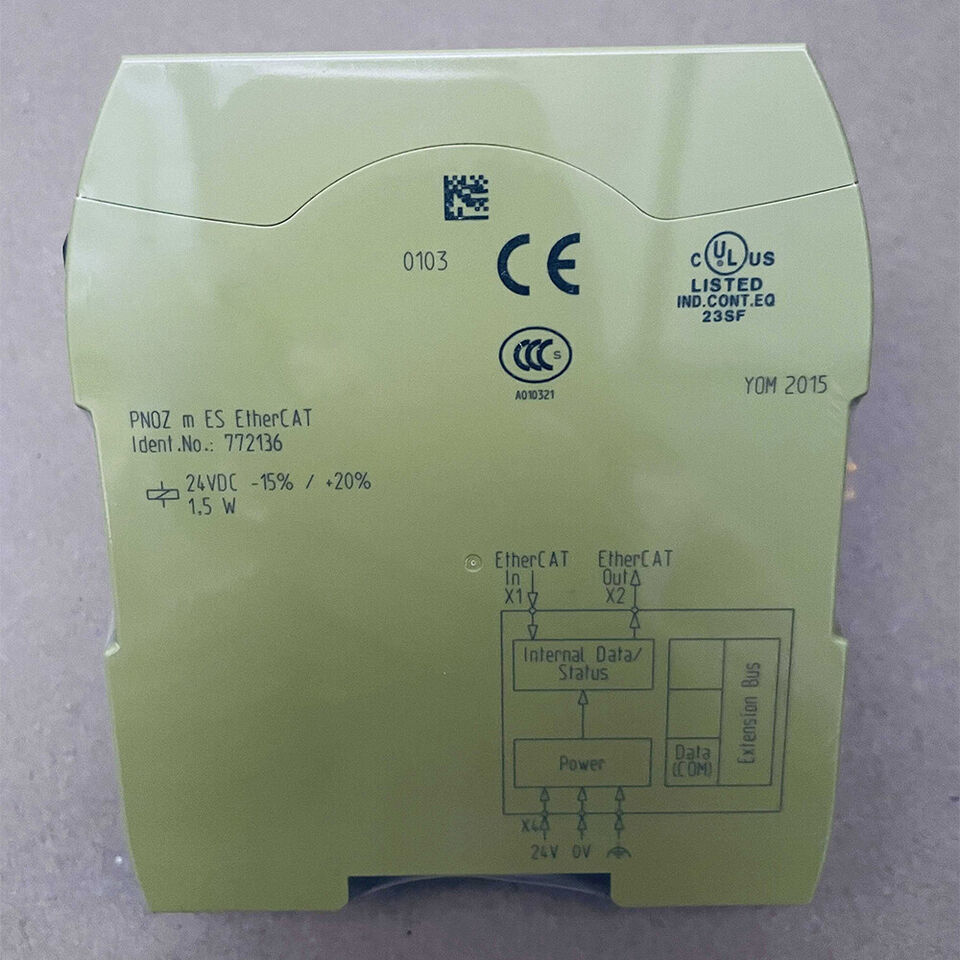 0103
CE
C UL US
LISTED
IND.CONT.EQ
23SF
CCC S
A010321
YOM 2015
PNOZ m ES EtherCAT
Ident.No.: 772136
24VDC -15% / +20%
1,5 W
EtherCAT EtherCAT
In Out
X1 X2
Internal Data/
Status
Extension Bus
Power
Data
(COM)
X4
24V 0V